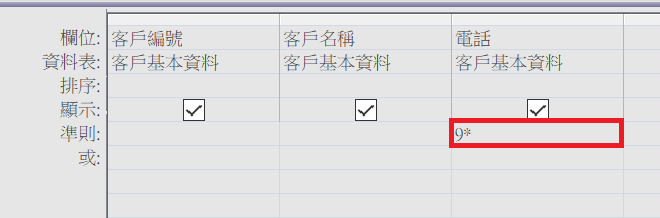 欄位: 客戶編號 客戶名稱 電話
資料表: 客戶基本資料 客戶基本資料 客戶基本資料
排序:
顯示:
準則: 9*
或: